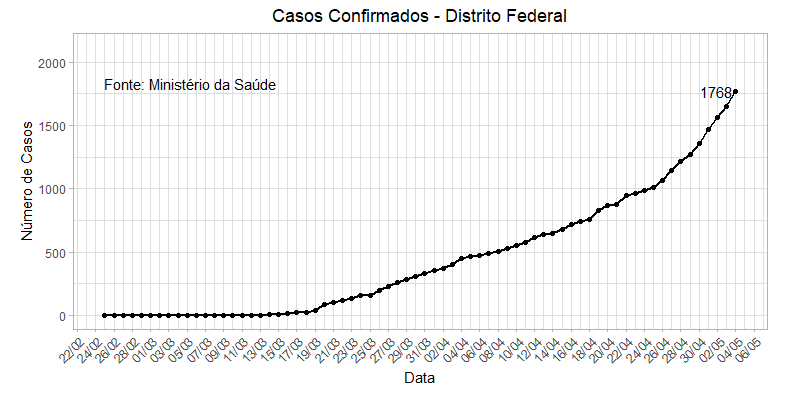 Casos Confirmados - Distrito Federal
2000
Fonte: Ministério da Saúde
1768
1500
1000
500
0
Número de Casos
22/02 24/02 26/02 28/02 01/03 03/03 05/03 07/03 09/03 11/03 13/03 15/03 17/03 19/03 21/03 23/03 25/03 27/03 29/03 31/03 02/04 04/04 06/04 08/04 10/04 12/04 14/04 16/04 18/04 20/04 22/04 24/04 26/04 28/04 30/04 02/05 04/05 06/05
Data